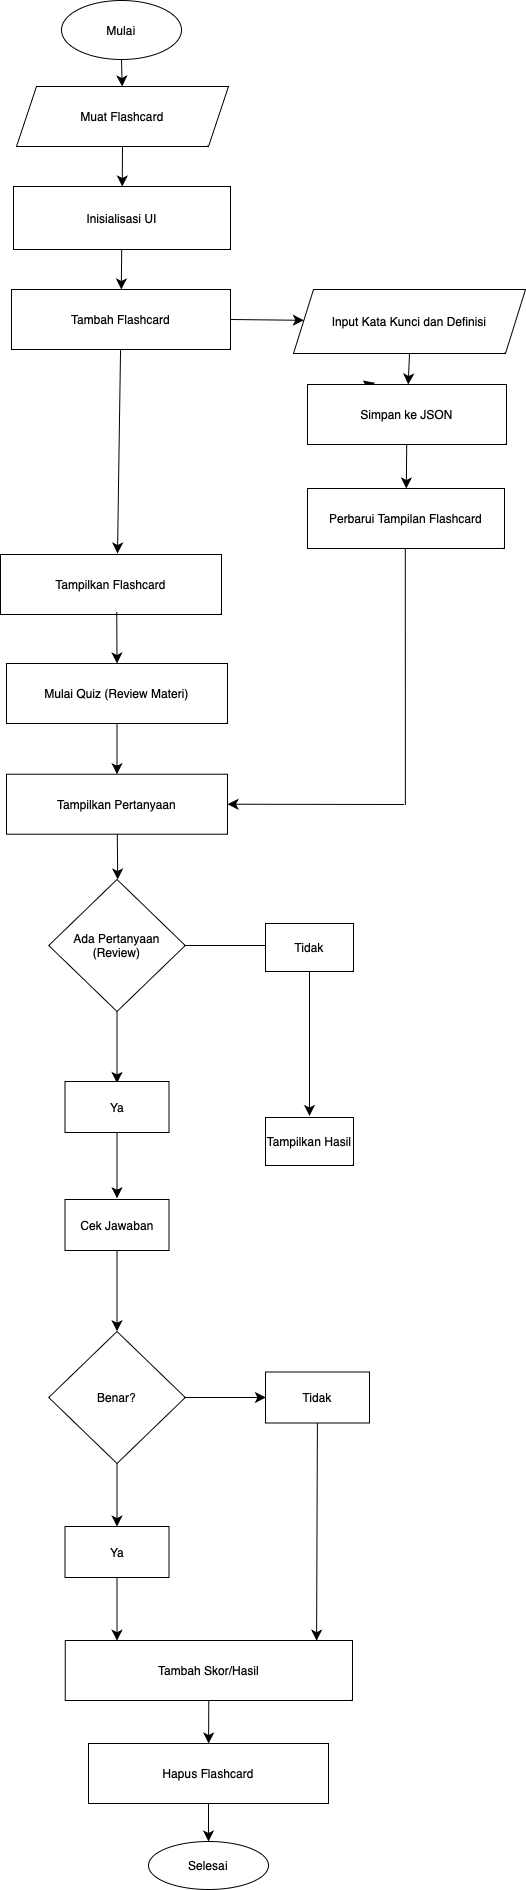 Mulai
Muat Flashcard
Inisialisasi UI
Tambah Flashcard
Input Kata Kunci dan Definisi
Simpan ke JSON
Perbarui Tampilan Flashcard
Tampilkan Flashcard
Mulai Quiz (Review Materi)
Tampilkan Pertanyaan
Ada Pertanyaan
(Review)
Tidak
Ya
Tampilkan Hasil
Cek Jawaban
Benar?
Tidak
Ya
Tambah Skor/Hasil
Hapus Flashcard
Selesai